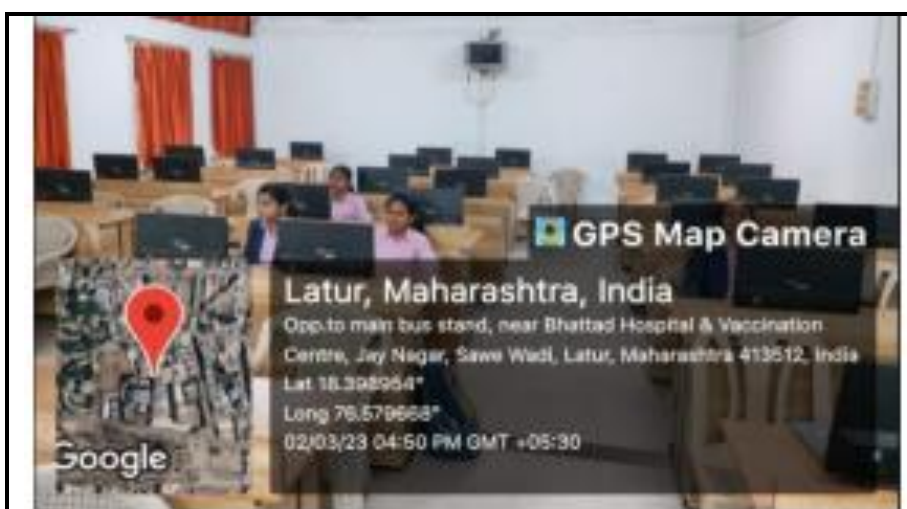 GPS Map Camera
Latur, Maharashtra, India
Opp.to main bus stand, near Bhattad Hospital & Vaccination
Centre, Jay Nagar, Sawe Wadi, Latur, Maharashtra 413512, India
Lat 18.398954°
Long 76.579668°
02/03/23 04:50 PM GMT +05:30
Google